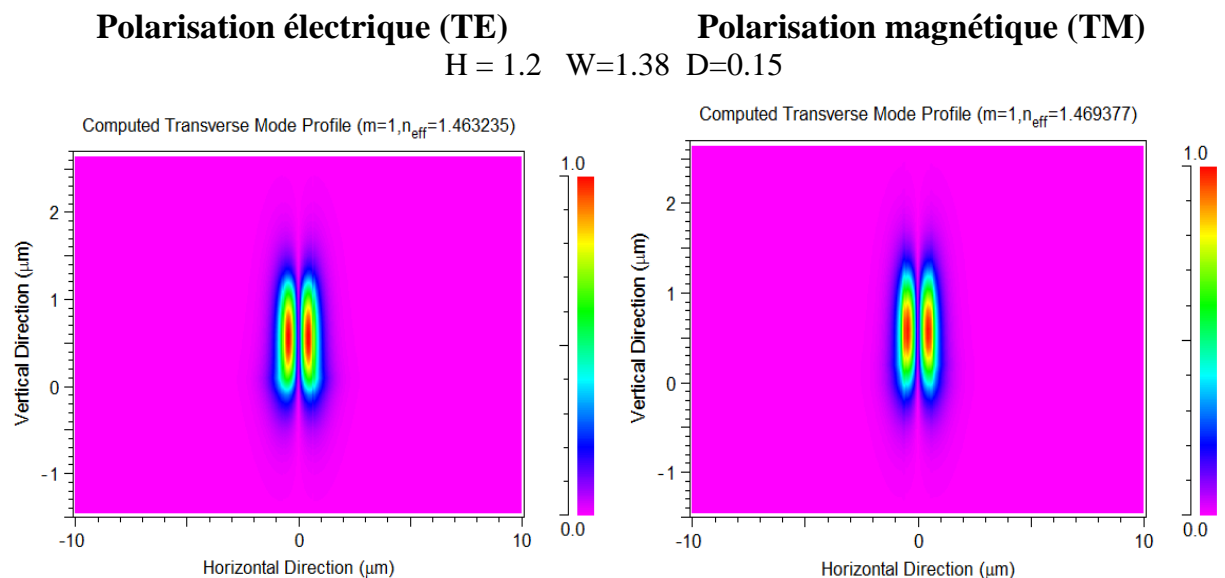 Polarisation électrique (TE) Polarisation magnétique (TM)
H = 1.2 W=1.38 D=0.15
Computed Transverse Mode Profile (m=1,neff=1.463235)
1.0
2
1
0
-1
Vertical Direction (μm)
0.0
-10
0
10
Horizontal Direction (μm)
Computed Transverse Mode Profile (m=1,neff=1.469377)
1.0
2
1
0
-1
Vertical Direction (μm)
0.0
-10
0
10
Horizontal Direction (μm)